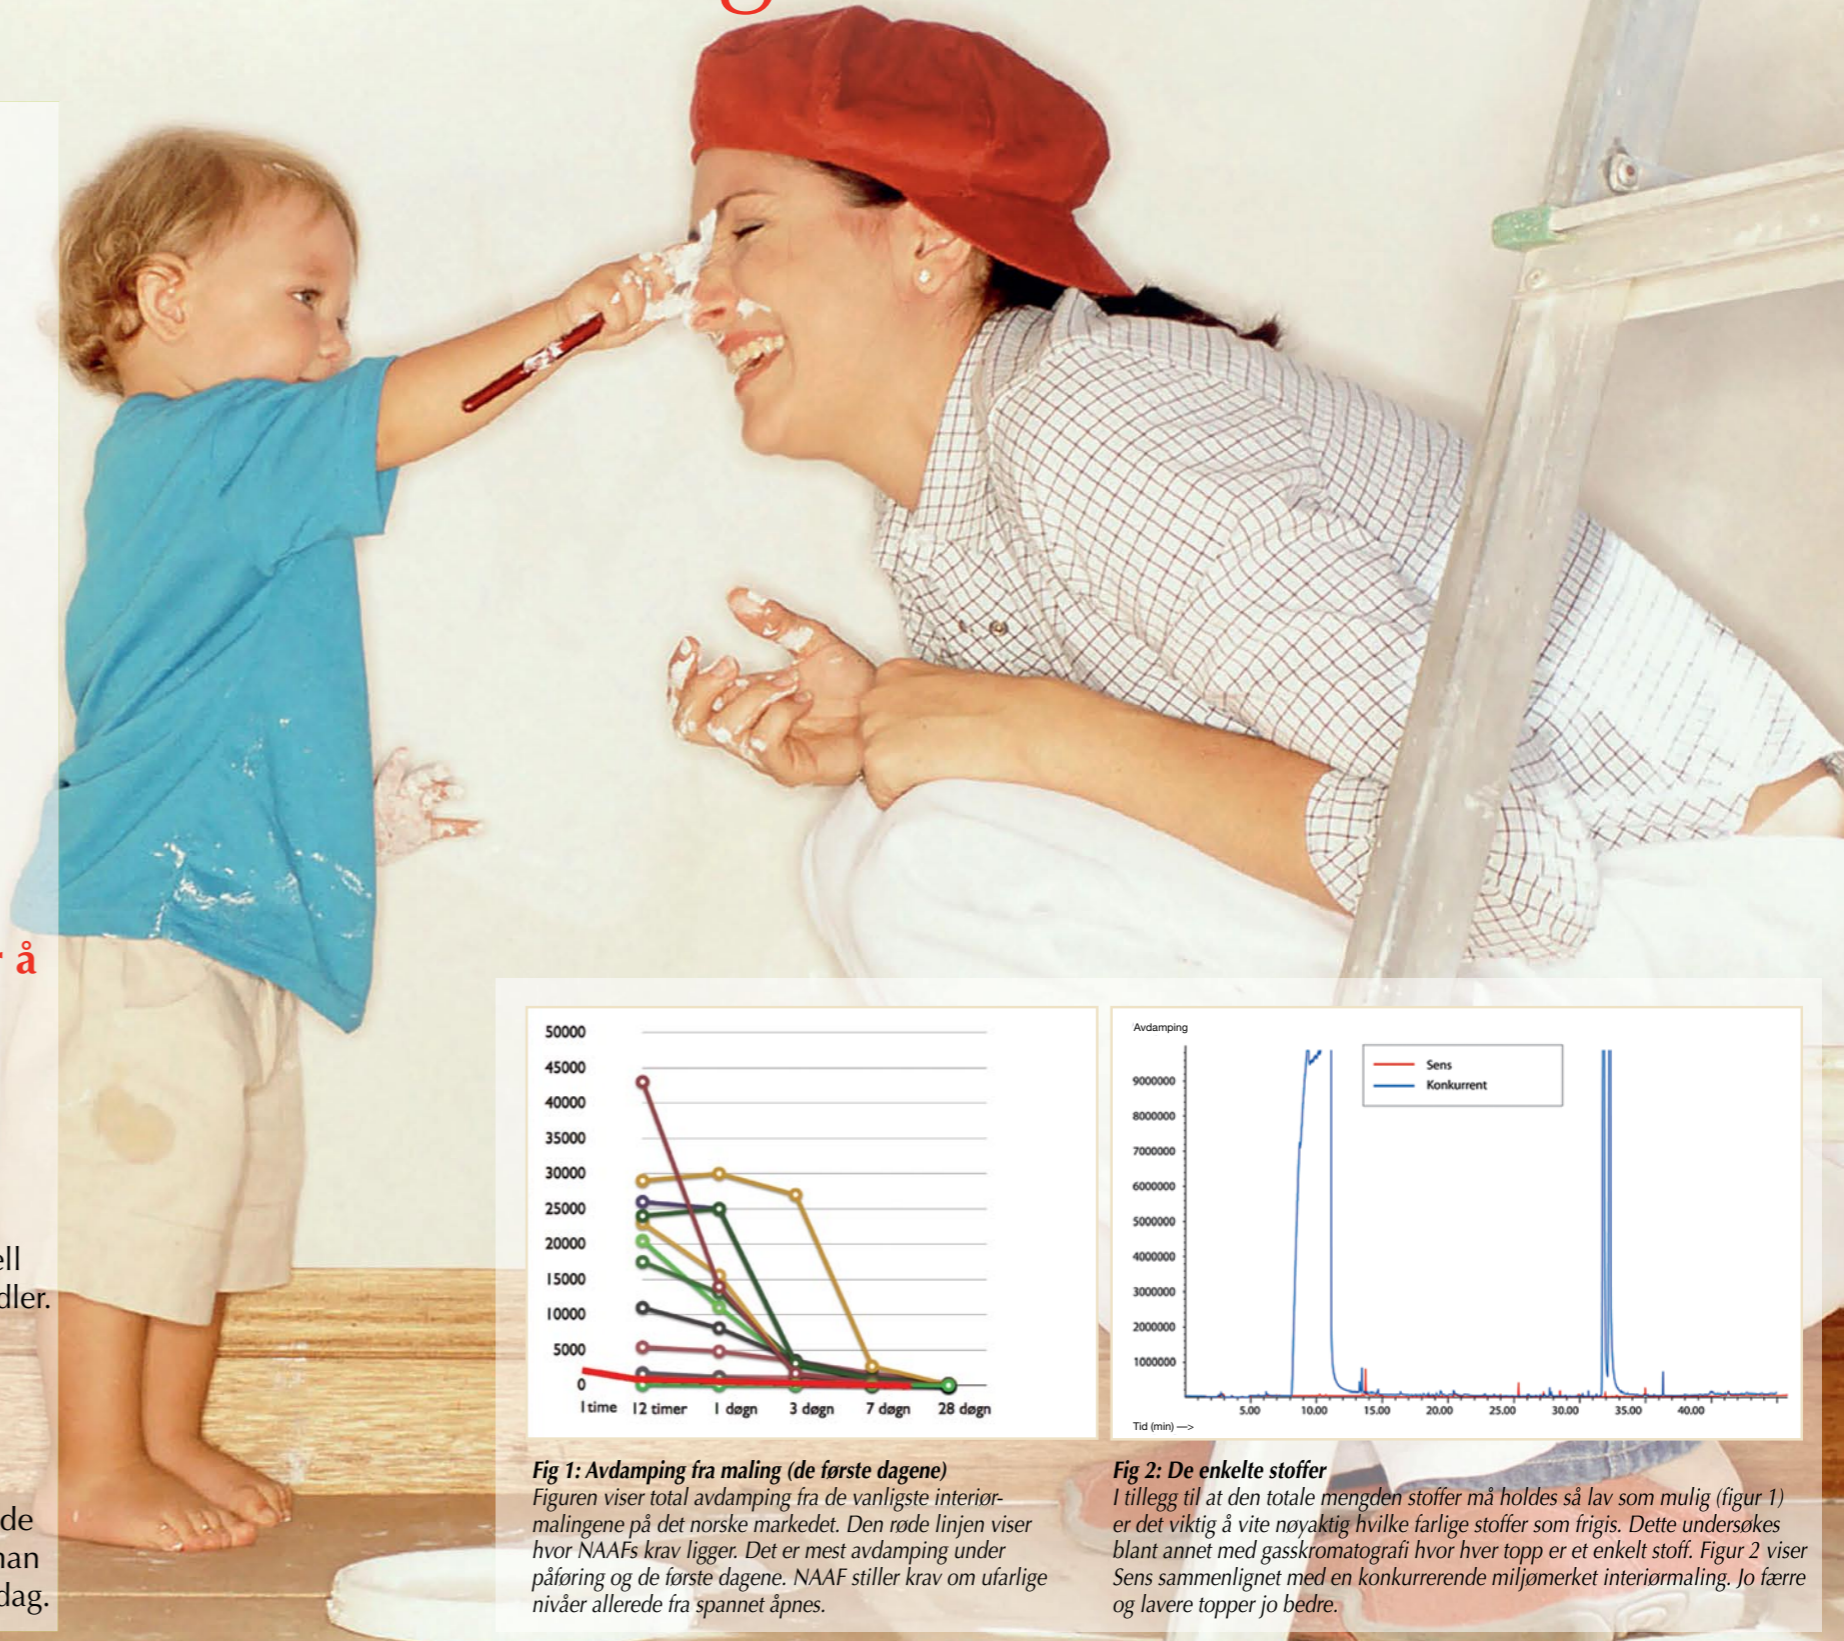 g
r å
ell
dler.
de
nan
dag.
50000
45000
40000
35000
30000
25000
20000
15000
10000
5000
0
1 time 12 timer 1 døgn 3 døgn 7 døgn 28 døgn
Fig 1: Avdamping fra maling (de første dagene)
Figuren viser total avdamping fra de vanligste interiør-
malingene på det norske markedet. Den røde linjen viser
hvor NAAFs krav ligger. Det er mest avdamping under
påføring og de første dagene. NAAF stiller krav om ufarlige
nivåer allerede fra spannet åpnes.
Avdamping
Sens
Konkurrent
9000000
8000000
7000000
6000000
5000000
4000000
3000000
2000000
1000000
5.00 10.00 15.00 20.00 25.00 30.00 35.00 40.00
Tid (min) —>
Fig 2: De enkelte stoffer
I tillegg til at den totale mengden stoffer må holdes så lav som mulig (figur 1)
er det viktig å vite nøyaktig hvilke farlige stoffer som frigis. Dette undersøkes
blant annet med gasskromatografi hvor hver topp er et enkelt stoff. Figur 2 viser
Sens sammenlignet med en konkurrerende miljømerket interiørmaling. Jo færre
og lavere topper jo bedre.